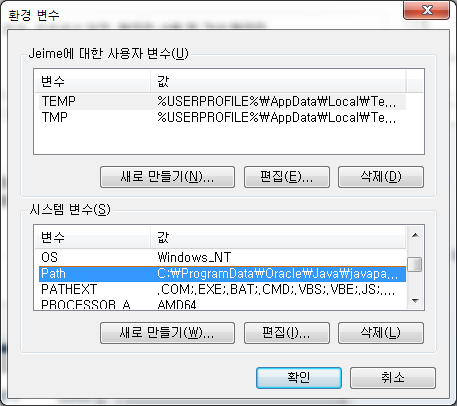 환경 변수
Jeime에 대한 사용자 변수(U)
변수 값
TEMP %USERPROFILE%₩AppData₩Local₩Te...
TMP %USERPROFILE%₩AppData₩Local₩Te...
새로 만들기(N)... 편집(E)... 삭제(D)
시스템 변수(S)
변수 값
OS Windows_NT
Path C:₩ProgramData₩Oracle₩Java₩javapa...
PATHEXT .COM;.EXE;.BAT;.CMD;.VBS;.VBE;.JS;....
PROCESSOR_A... AMD64
새로 만들기(W)... 편집(I)... 삭제(L)
확인 취소